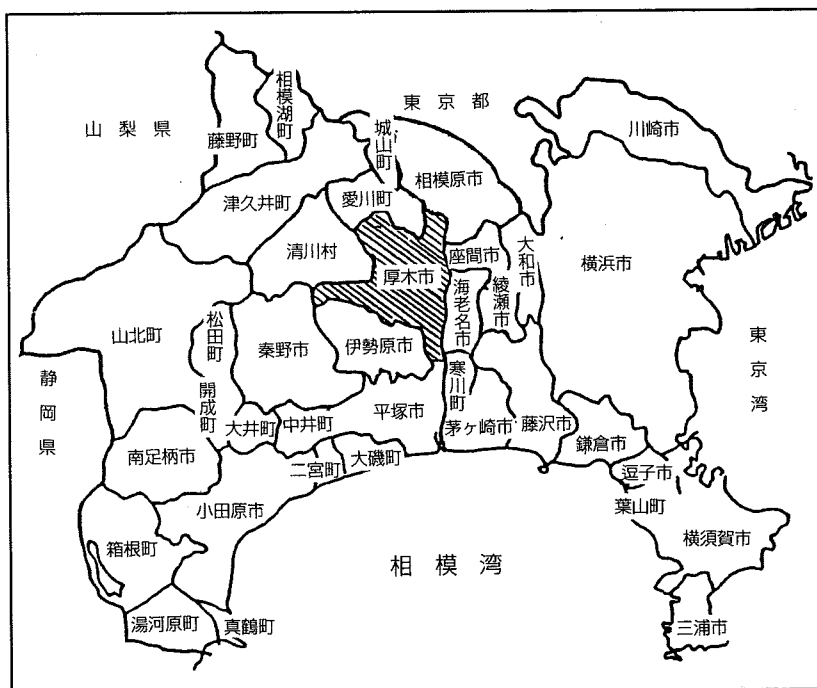 東京都
山梨県
相模湖町
藤野町
城山町
川崎市
相模原市
津久井町
愛川町
清川村
厚木市
座間市
大和市
横浜市
海老名市
綾瀬市
山北町
松田町
秦野市
伊勢原市
東京湾
静岡県
開成町
寒川町
大井町
中井町
平塚市
茅ヶ崎市
藤沢市
鎌倉市
南足柄市
二宮町
大磯町
逗子市
小田原市
葉山町
横須賀市
箱根町
相模湾
湯河原町
真鶴町
三浦市